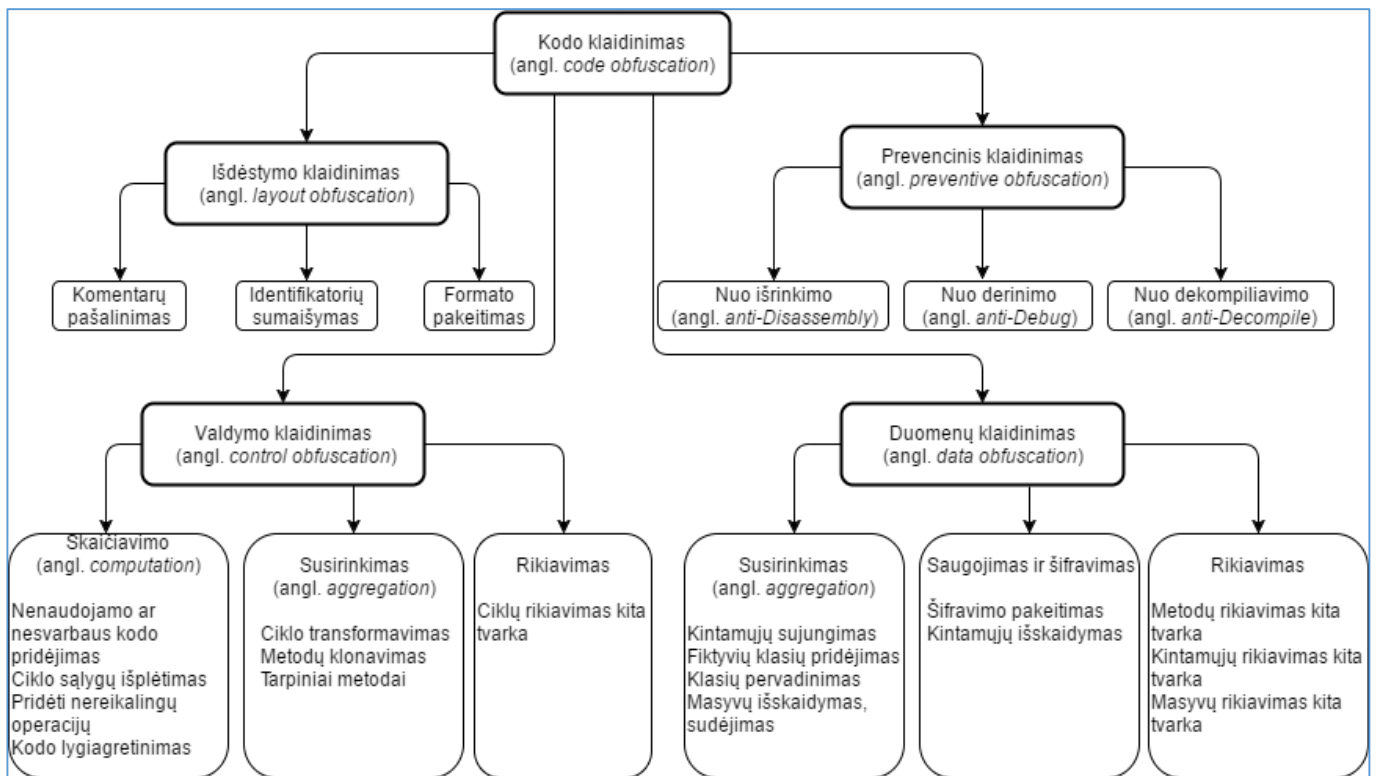 Kodo klaidinimas
(angl. code obfuscation)
Išdėstymo klaidinimas
(angl. layout obfuscation)
Prevencinis klaidinimas
(angl. preventive obfuscation)
Komentarų
pašalinimas
Identifikatorių
sumaišymas
Formato
pakeitimas
Nuo išrinkimo
(angl. anti-Disassembly)
Nuo derinimo
(angl. anti-Debug)
Nuo dekompiliavimo
(angl. anti-Decompile)
Valdymo klaidinimas
(angl. control obfuscation)
Duomenų klaidinimas
(angl. data obfuscation)
Skaičiavimo
(angl. computation)
Nenaudojamo ar
nesvarbaus kodo
pridėjimas
Ciklo sąlygų išplėtimas
Pridėti nereikalingų
operacijų
Kodo lygiagretinimas
Susirinkimas
(angl. aggregation)
Ciklo transformavimas
Metodų klonavimas
Tarpiniai metodai
Rikiavimas
Ciklų rikiavimas kita
tvarka
Susirinkimas
(angl. aggregation)
Kintamųjų sujungimas
Fiktyvių klasių pridėjimas
Klasių pervadinimas
Masyvų išskaidymas,
sudėjimas
Saugojimas ir šifravimas
Šifravimo pakeitimas
Kintamųjų išskaidymas
Rikiavimas
Metodų rikiavimas kita
tvarka
Kintamųjų rikiavimas kita
tvarka
Masyvų rikiavimas kita
tvarka